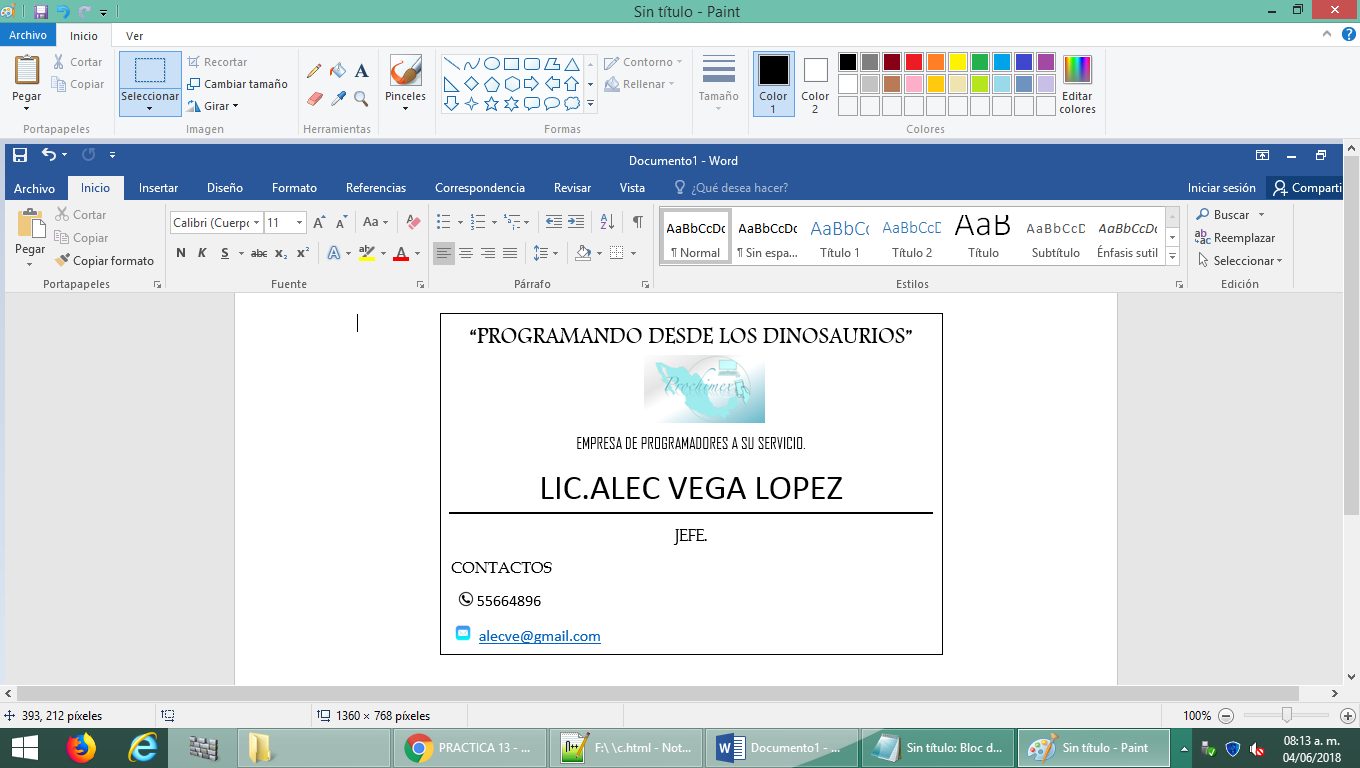 Sin título - Paint
Archivo Inicio Ver
Pegar Cortar Copiar
Portapapeles
Seleccionar Recortar Cambiar tamaño Girar
Imagen
A
Herramientas
Pinceles
Contorno Rellenar
Formas
Tamaño
Color 1 Color 2 Editar colores
Colores
Documento1 - Word
Archivo Inicio Insertar Diseño Formato Referencias Correspondencia Revisar Vista ¿Qué desea hacer? Iniciar sesión Comparti
Pegar Cortar Copiar Copiar formato
Portapapeles
Calibri (Cuerpo 11 A A Aa
N K S abc x₂ x² A aby A
Fuente
Párrafo
AaBbCcDc AaBbCcDc AaBbCc AaBbCcD AaB AaBbCcD AaBbCcDc
¶ Normal ¶ Sin espa... Título 1 Título 2 Título Subtítulo Énfasis sutil
Estilos
Buscar
Reemplazar
Seleccionar
Edición
“PROGRAMANDO DESDE LOS DINOSAURIOS”
Prochimex
EMPRESA DE PROGRAMADORES A SU SERVICIO.
LIC.ALEC VEGA LOPEZ
JEFE.
CONTACTOS
55664896
alecve@gmail.com
393, 212 píxeles 1360 × 768 píxeles 100%
PRACTICA 13 - ... F:\ \c.html - Not... Documento1 - ... Sin título: Bloc d... Sin título - Paint
08:13 a. m.
04/06/2018